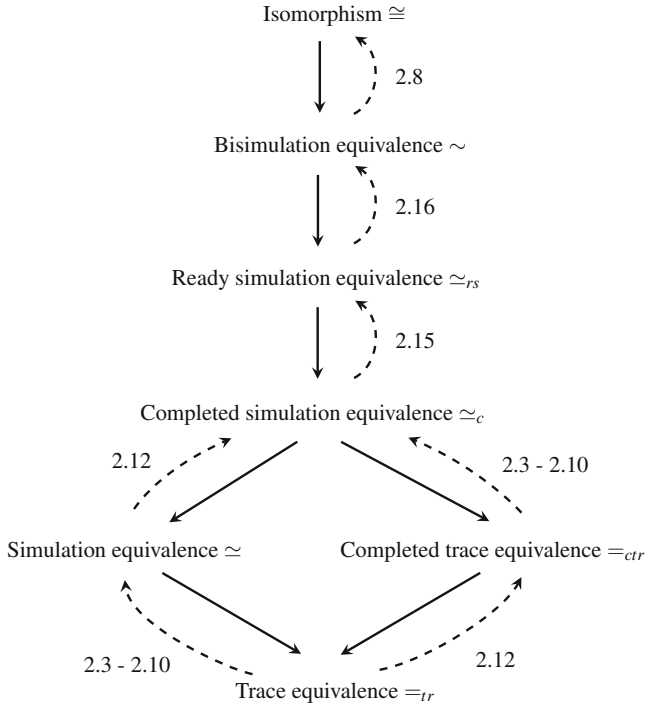 Isomorphism ≅
2.8
Bisimulation equivalence ∼
2.16
Ready simulation equivalence ≃rs
2.15
Completed simulation equivalence ≃c
2.12
2.3 - 2.10
Simulation equivalence ≃
Completed trace equivalence =ctr
2.3 - 2.10
2.12
Trace equivalence =tr